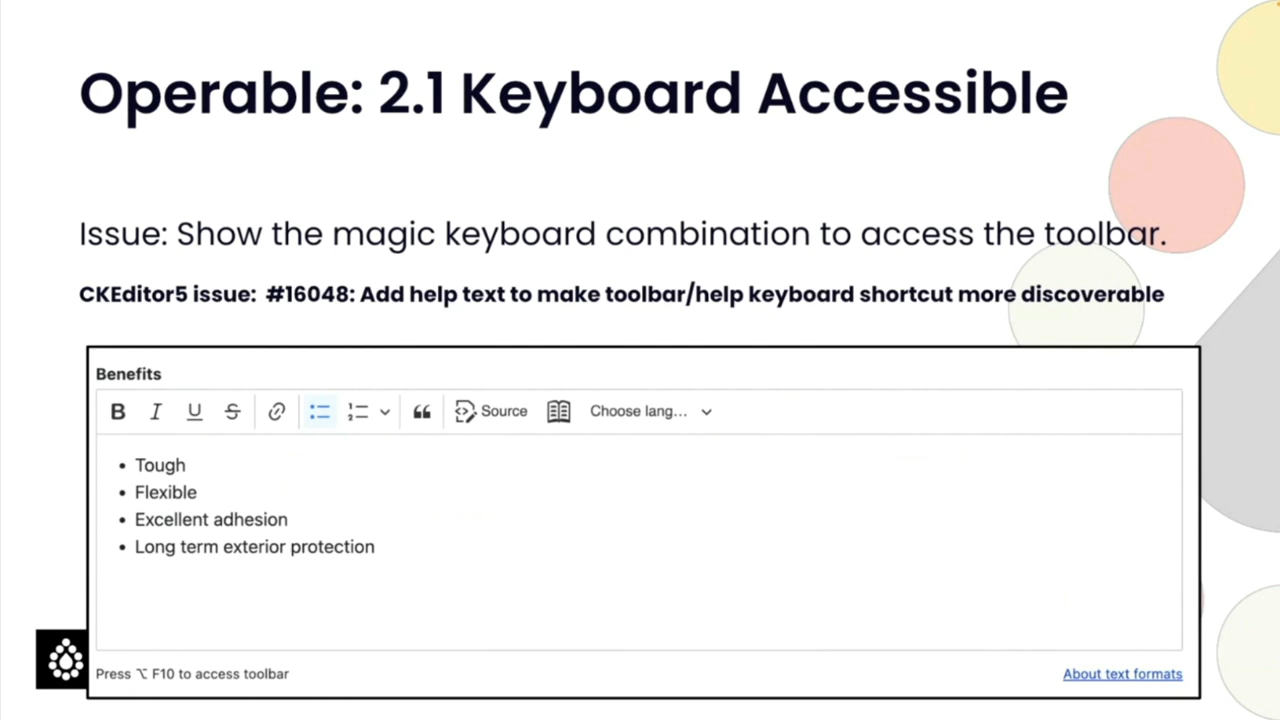 Operable: 2.1 Keyboard Accessible
Issue: Show the magic keyboard combination to access the toolbar.
CKEditor5 issue: #16048: Add help text to make toolbar/help keyboard shortcut more discoverable
Benefits
B I U S Source Choose lang...
• Tough
• Flexible
• Excellent adhesion
• Long term exterior protection
Press ⌥ F10 to access toolbar
About text formats